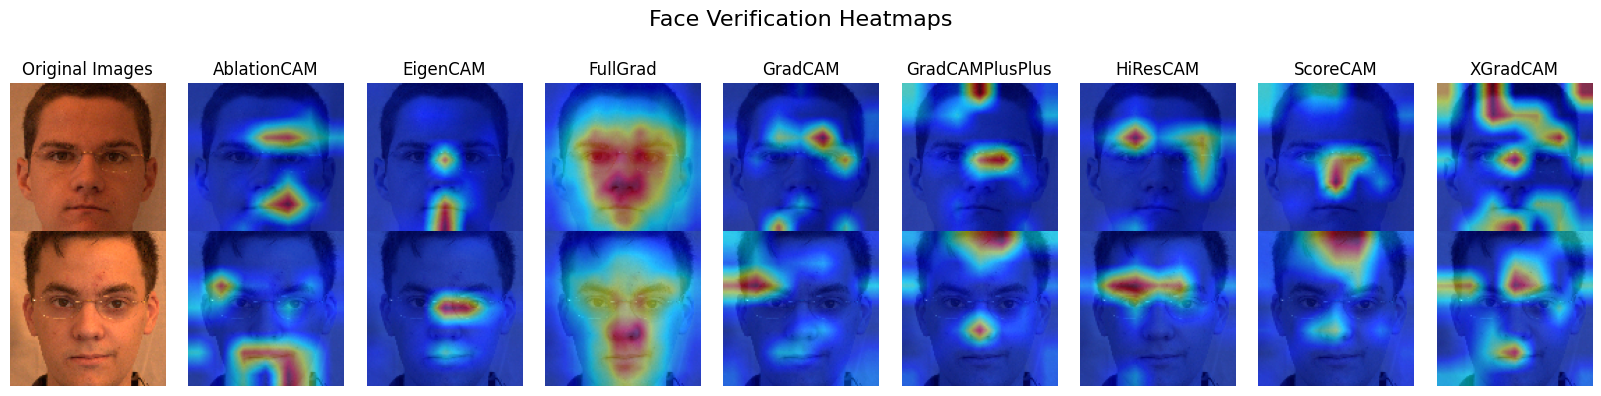 Face Verification Heatmaps
Original Images
AblationCAM
EigenCAM
FullGrad
GradCAM
GradCAMPlusPlus
HiResCAM
ScoreCAM
XGradCAM